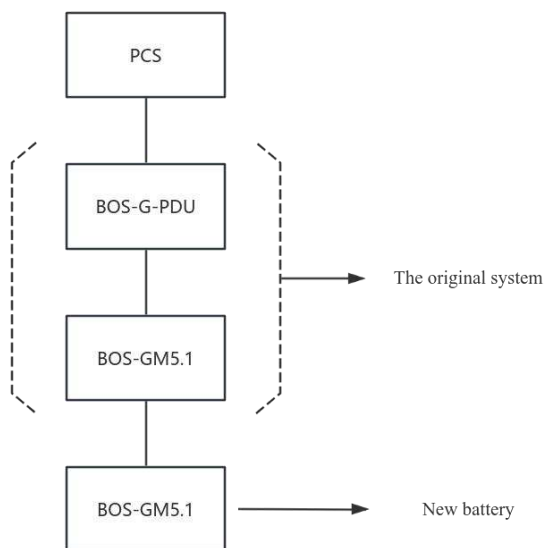 PCS
BOS-G-PDU
The original system
BOS-GM5.1
BOS-GM5.1
New battery